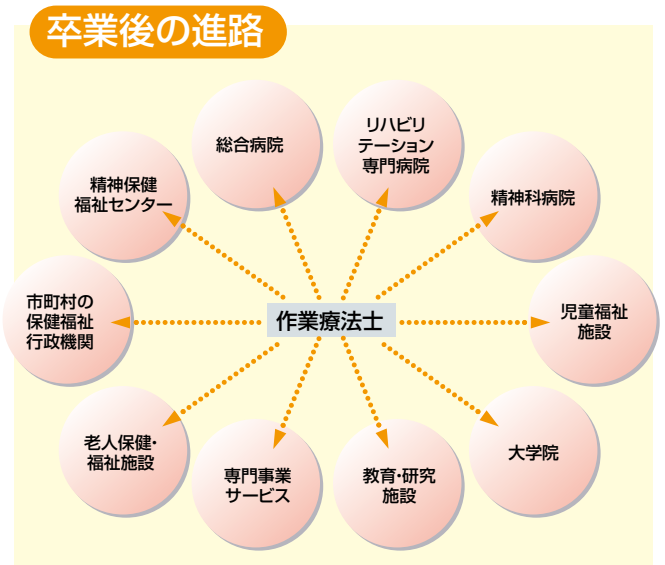 卒業後の進路
総合病院
リハビリ
テーション
専門病院
精神保健
福祉センター
精神科病院
市町村の
保健福祉
行政機関
作業療法士
児童福祉
施設
老人保健・
福祉施設
専門事業
サービス
教育・研究
施設
大学院